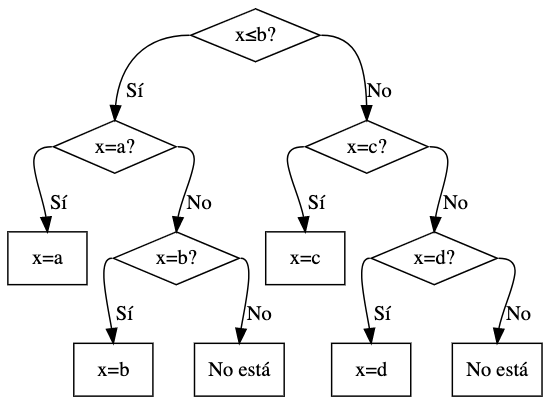 x≤b?
Sí
No
x=a?
x=c?
Sí
No
Sí
No
x=a
x=b?
x=c
x=d?
Sí
No
Sí
No
x=b
No está
x=d
No está